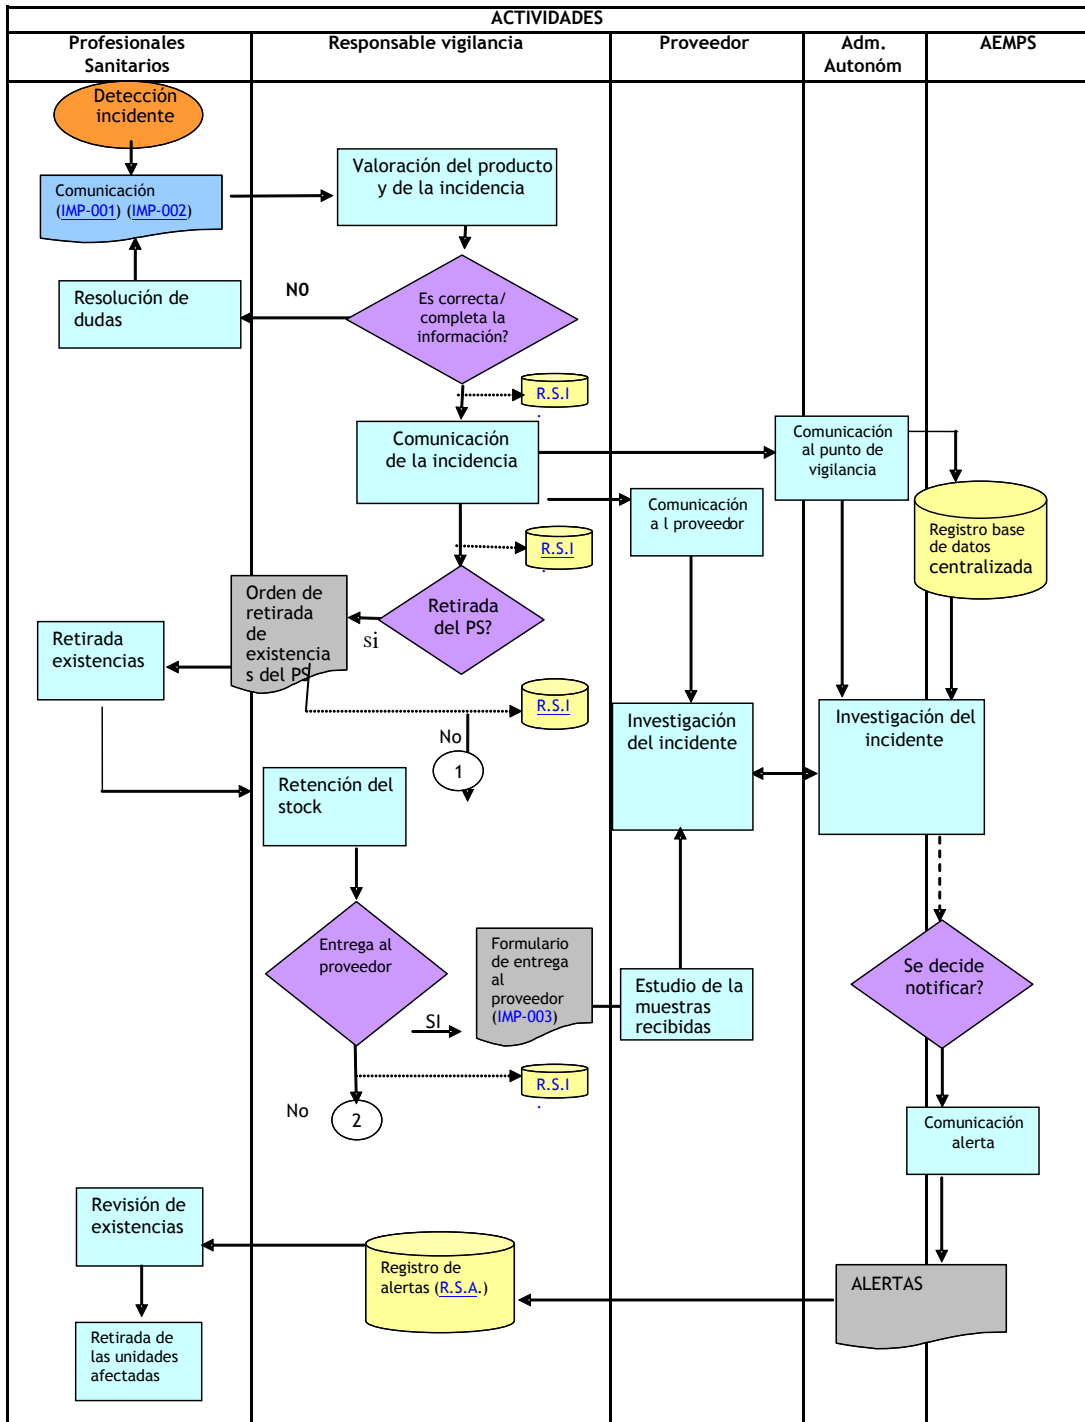 ACTIVIDADES
Profesionales
Sanitarios
Responsable vigilancia
Proveedor
Adm.
Autonóm
AEMPS
Detección
incidente
Comunicación
(IMP-001) (IMP-002)
Valoración del producto
y de la incidencia
Resolución de
dudas
N0
Es correcta/
completa la
información?
R.S.I
.
Comunicación
de la incidencia
Comunicación
al punto de
vigilancia
Comunicación
a l proveedor
Registro base
de datos
centralizada
R.S.I
.
Orden de
retirada
de
existencia
s del PS
si
Retirada
del PS?
Retirada
existencias
R.S.I
No
1
Investigación
del incidente
Investigación del
incidente
Retención del
stock
Entrega al
proveedor
SI
Formulario
de entrega
al
proveedor
(IMP-003)
Estudio de la
muestras
recibidas
Se decide
notificar?
R.S.I
.
No
2
Comunicación
alerta
Revisión de
existencias
Registro de
alertas (R.S.A.)
ALERTAS
Retirada de
las unidades
afectadas